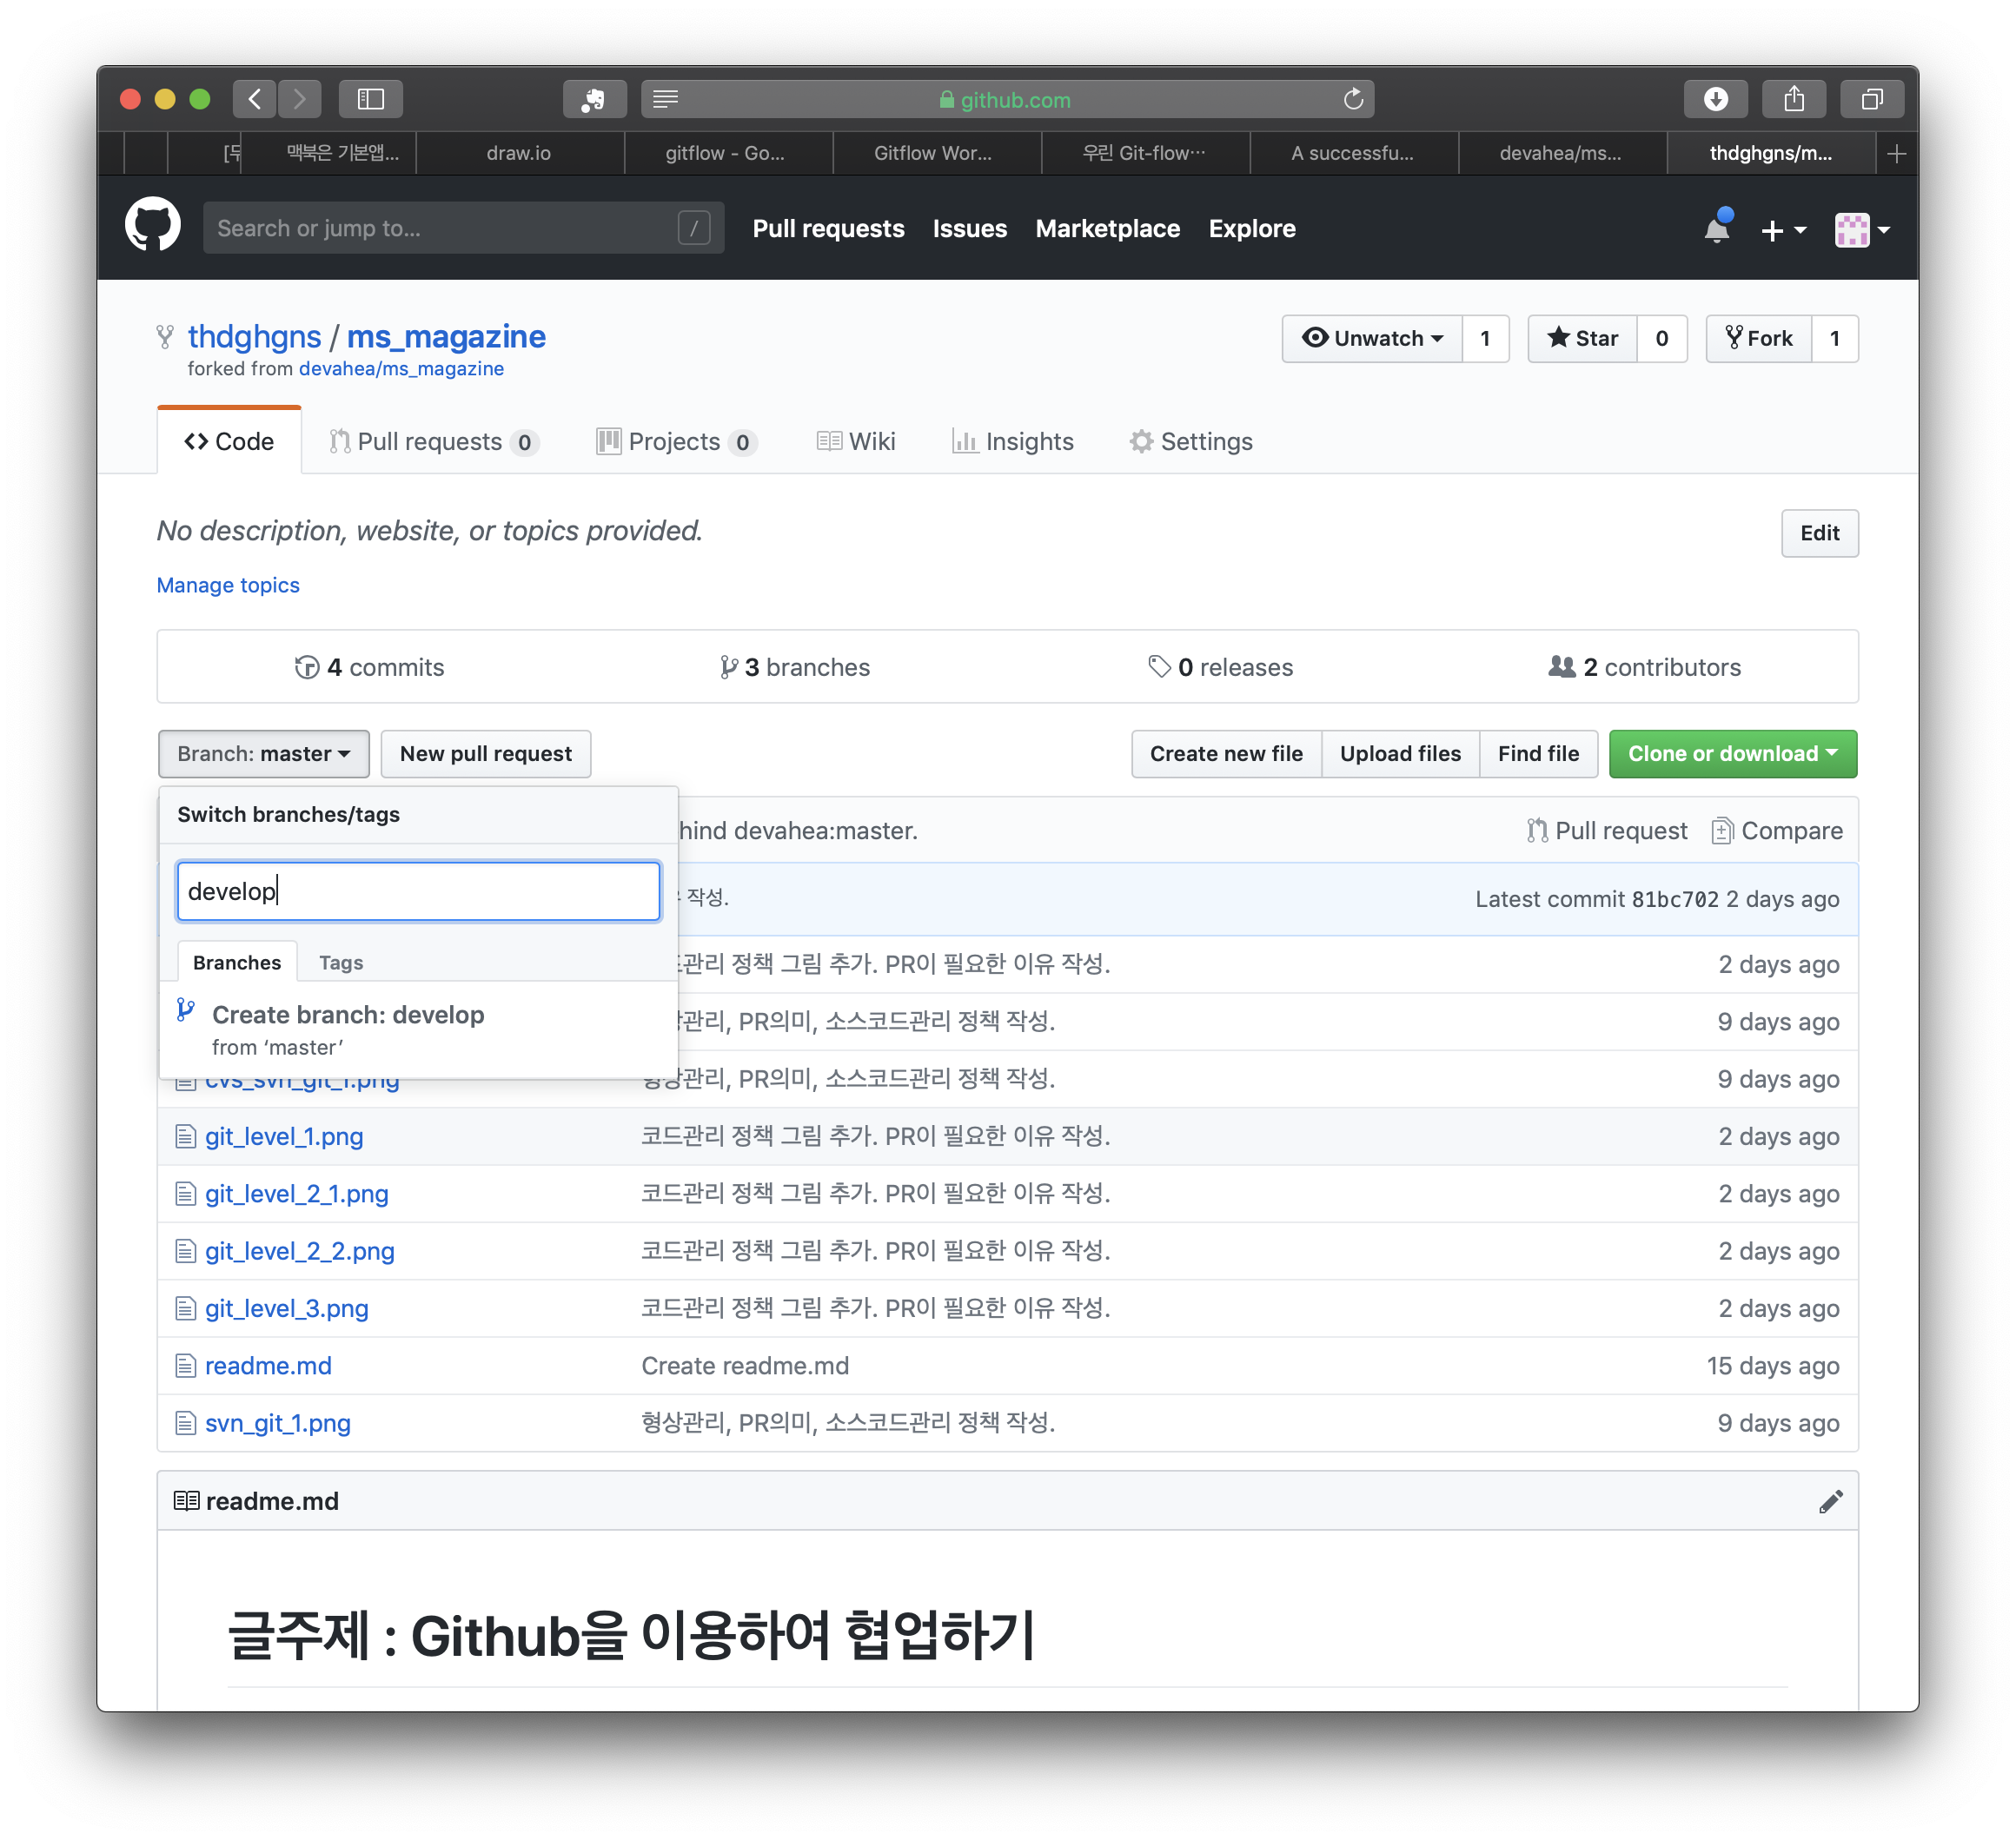 github.com
맥북은 기본앱...
draw.io
gitflow - Go...
Gitflow Wor...
우린 Git-flow...
A successfu...
devahea/ms...
thdghgns/m...
Search or jump to...
/
Pull requests
Issues
Marketplace
Explore
thdghgns / ms_magazine
forked from devahea/ms_magazine
Unwatch 1
Star 0
Fork 1
Code
Pull requests 0
Projects 0
Wiki
Insights
Settings
No description, website, or topics provided.
Edit
Manage topics
4 commits
3 branches
0 releases
2 contributors
Branch: master
New pull request
Create new file
Upload files
Find file
Clone or download
Switch branches/tags
hind devahea:master.
Pull request
Compare
develop
작성.
Latest commit 81bc702 2 days ago
Branches
Tags
관리 정책 그림 추가. PR이 필요한 이유 작성.
2 days ago
Create branch: develop
from ‘master’
관리, PR의미, 소스코드관리 정책 작성.
9 days ago
cvs_svn_git_1.png
형상관리, PR의미, 소스코드관리 정책 작성.
9 days ago
git_level_1.png
코드관리 정책 그림 추가. PR이 필요한 이유 작성.
2 days ago
git_level_2_1.png
코드관리 정책 그림 추가. PR이 필요한 이유 작성.
2 days ago
git_level_2_2.png
코드관리 정책 그림 추가. PR이 필요한 이유 작성.
2 days ago
git_level_3.png
코드관리 정책 그림 추가. PR이 필요한 이유 작성.
2 days ago
readme.md
Create readme.md
15 days ago
svn_git_1.png
형상관리, PR의미, 소스코드관리 정책 작성.
9 days ago
readme.md
글주제 : Github을 이용하여 협업하기